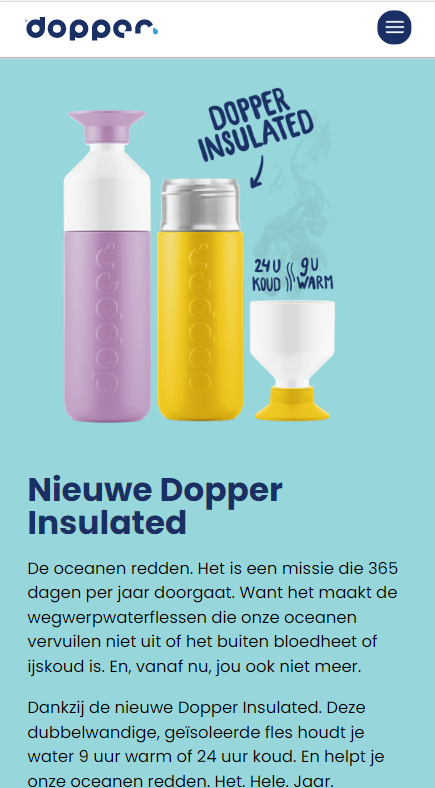 dopper
DOPPER
INSULATED
24U 9U
KOUD WARM
dopper
dopper
Nieuwe Dopper
Insulated
De oceanen redden. Het is een missie die 365
dagen per jaar doorgaat. Want het maakt de
wegwerpwaterflessen die onze oceanen
vervuilen niet uit of het buiten bloedheet of
ijskoud is. En, vanaf nu, jou ook niet meer.
Dankzij de nieuwe Dopper Insulated. Deze
dubbelwandige, geïsoleerde fles houdt je
water 9 uur warm of 24 uur koud. En helpt je
onze oceanen redden. Het. Hele. Jaar.